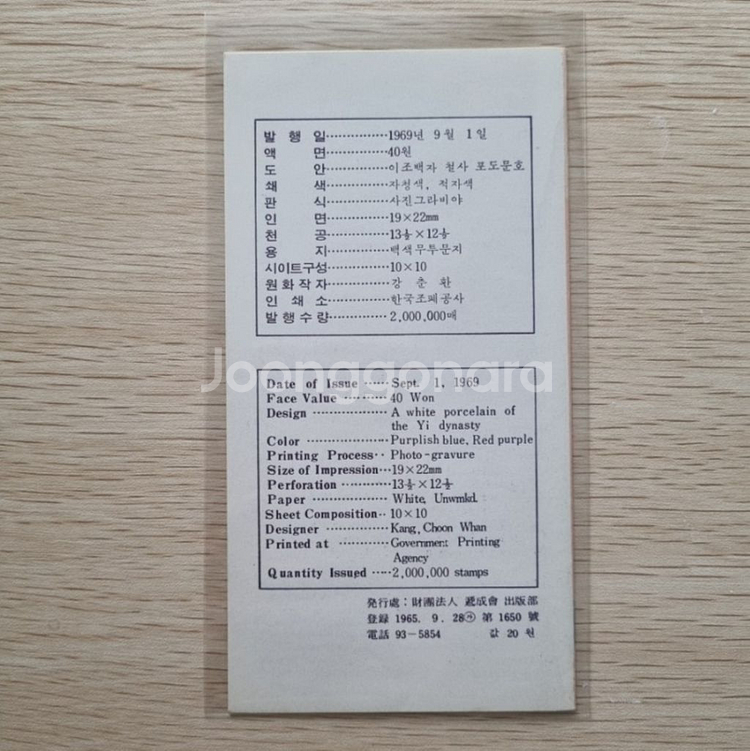 발 행 일··············1969년 9월 1일
액 면··············40원
도 안··············이조백자 철사 포도문호
쇄 색··············자청색, 적자색
판 식··············사진그라비야
인 면··············19×22mm
천 공··············13½×12½
용 지··············백색무투문지
시이트구성··············10×10
원화작자··············강 춘 환
인 쇄 소··············한국조폐공사
발행수량··············2,000,000매
Joonggonara
Date of Issue ······ Sept. 1, 1969
Face Value ·········· 40 Won
Design ················· A white porcelain of
the Yi dynasty
Color ··················· Purplish blue, Red purple
Printing Process·· Photo-gravure
Size of Impression···19×22mm
Perforation ···········13½×12½
Paper ················· White, Unwmkd.
Sheet Composition·· 10×10
Designer ·············· Kang, Choon Whan
Printed at ··········· Government Printing
Agency
Quantity Issued ·····2,000,000 stamps
発行處: 財團法人 遞成會 出版部
登録 1965. 9. 28㉮ 第 1650 號
電話 93-5854 값 20 원